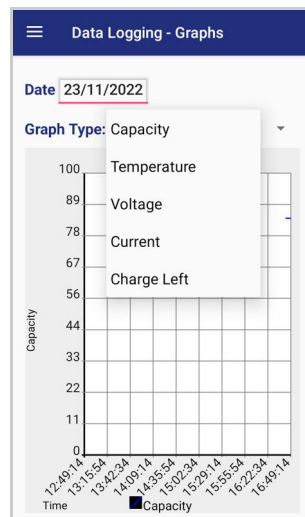 Data Logging - Graphs
Date 23/11/2022
Graph Type: Capacity
Temperature
Voltage
Current
Charge Left
100
89
78
67
56
44
33
22
11
0
Capacity
12:49:14
13:15:54
13:42:34
14:09:14
14:35:54
15:02:34
15:29:14
15:55:54
16:22:34
16:49:14
Time
Capacity